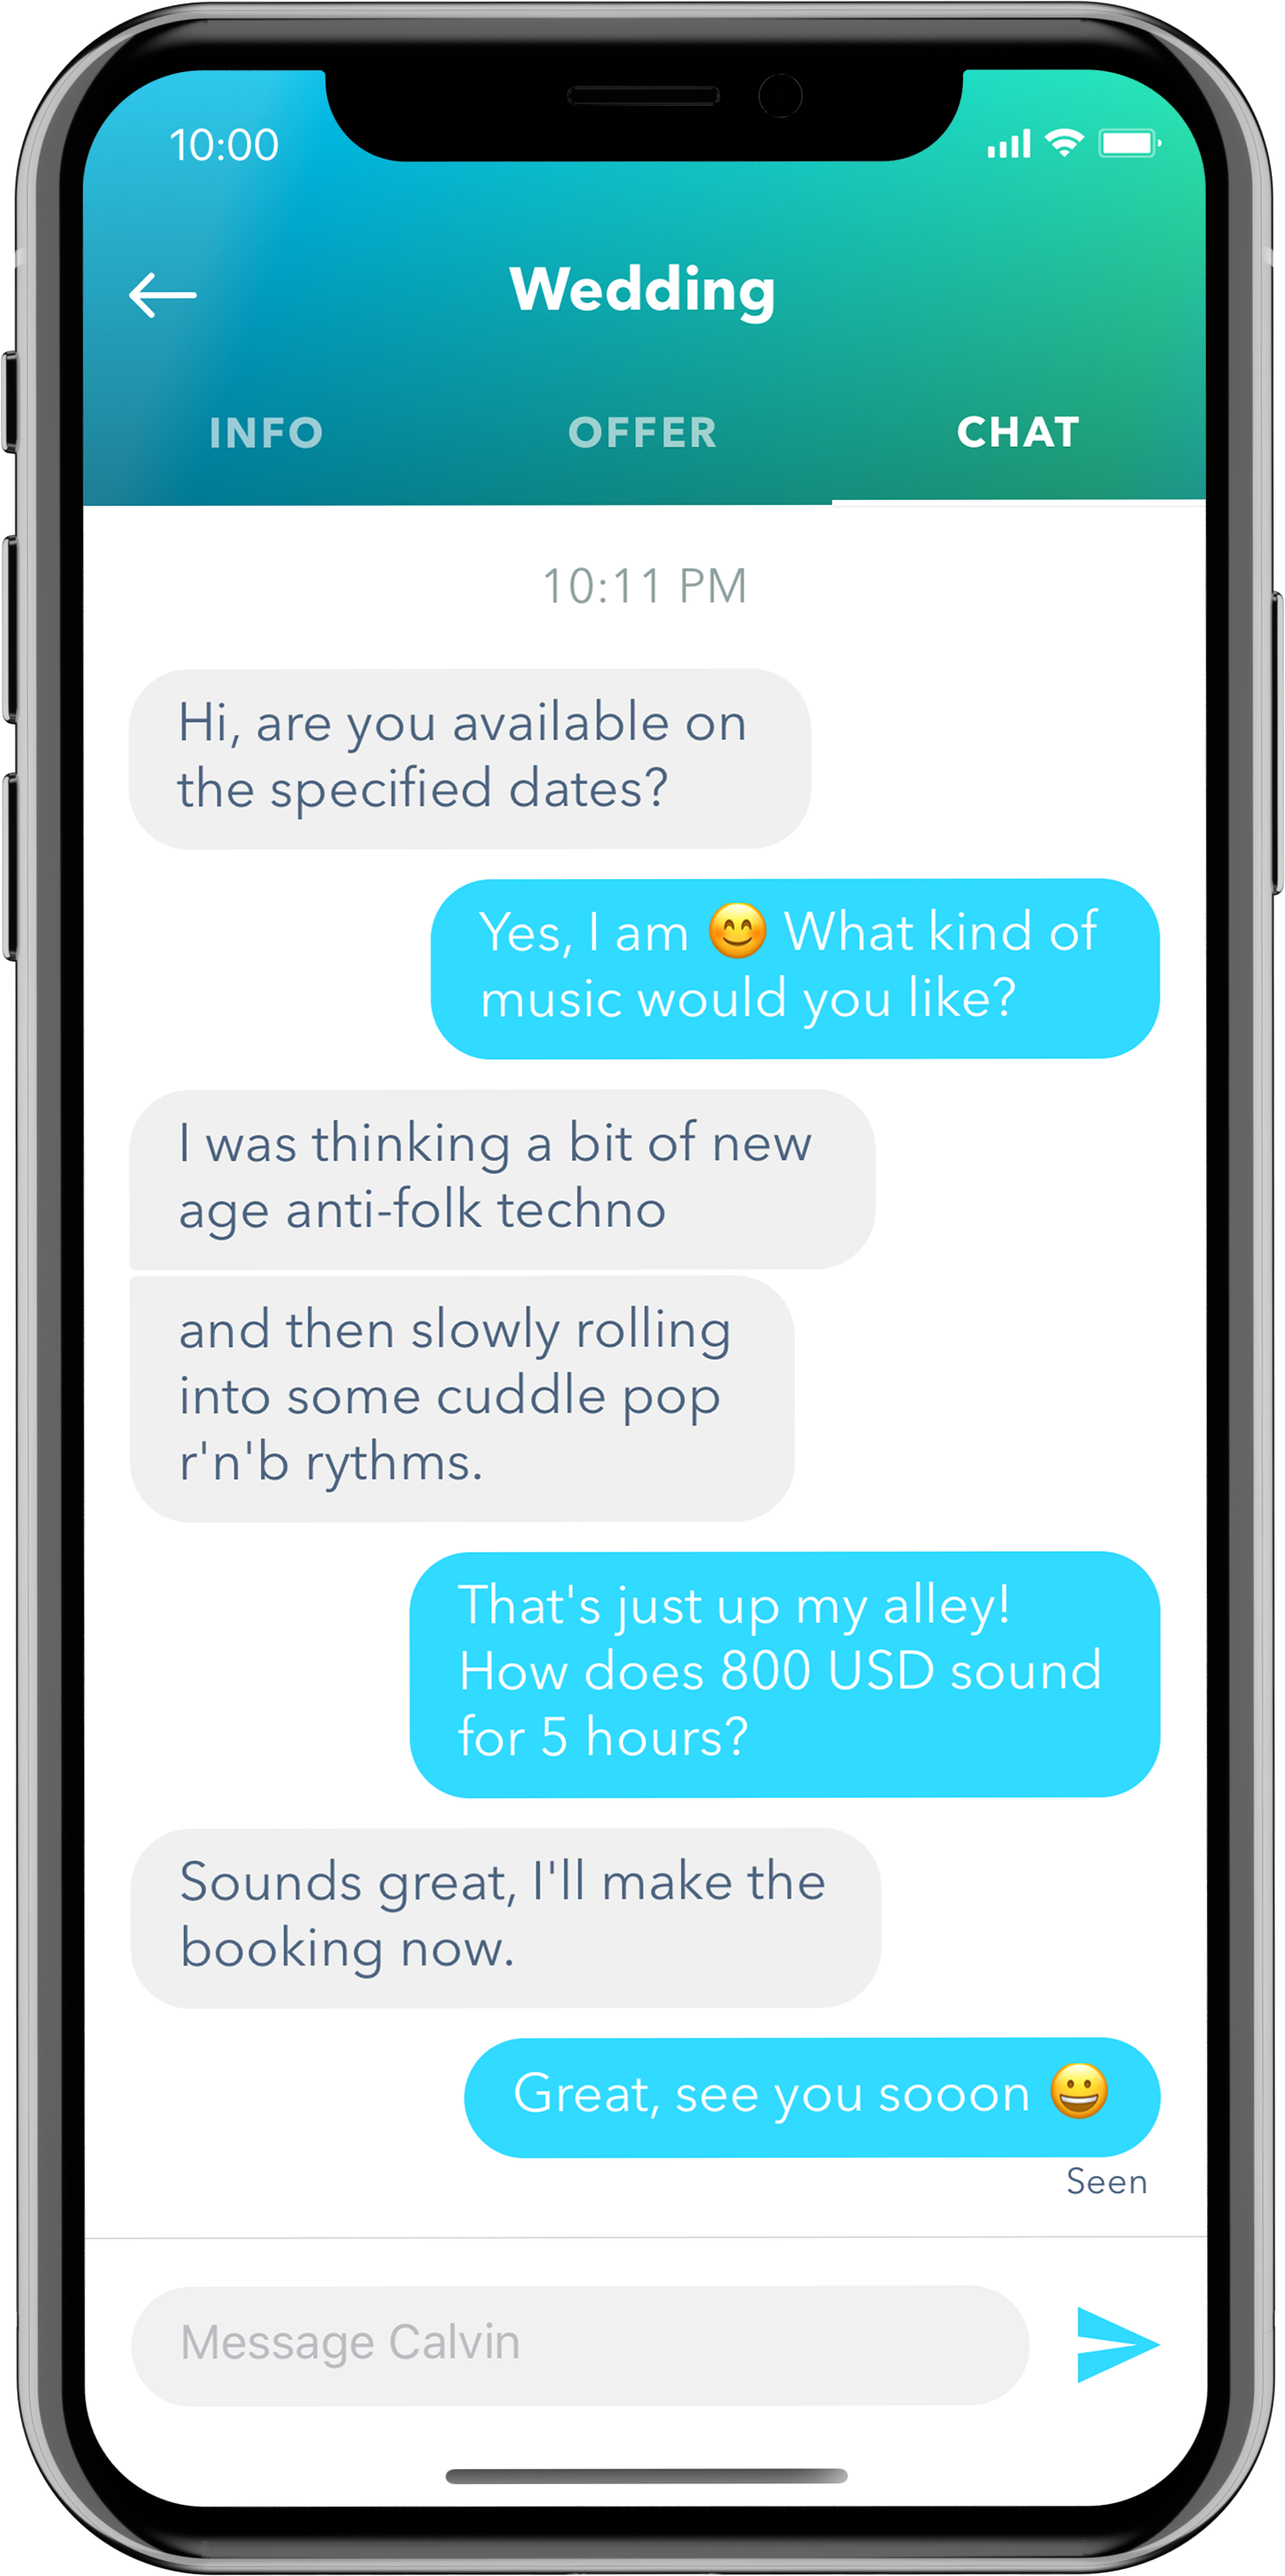 10:00
Wedding
INFO OFFER CHAT
10:11 PM
Hi, are you available on
the specified dates?
Yes, I am 😊 What kind of
music would you like?
I was thinking a bit of new
age anti-folk techno
and then slowly rolling
into some cuddle pop
r'n'b rythms.
That's just up my alley!
How does 800 USD sound
for 5 hours?
Sounds great, I'll make the
booking now.
Great, see you sooon 😀
Seen
Message Calvin